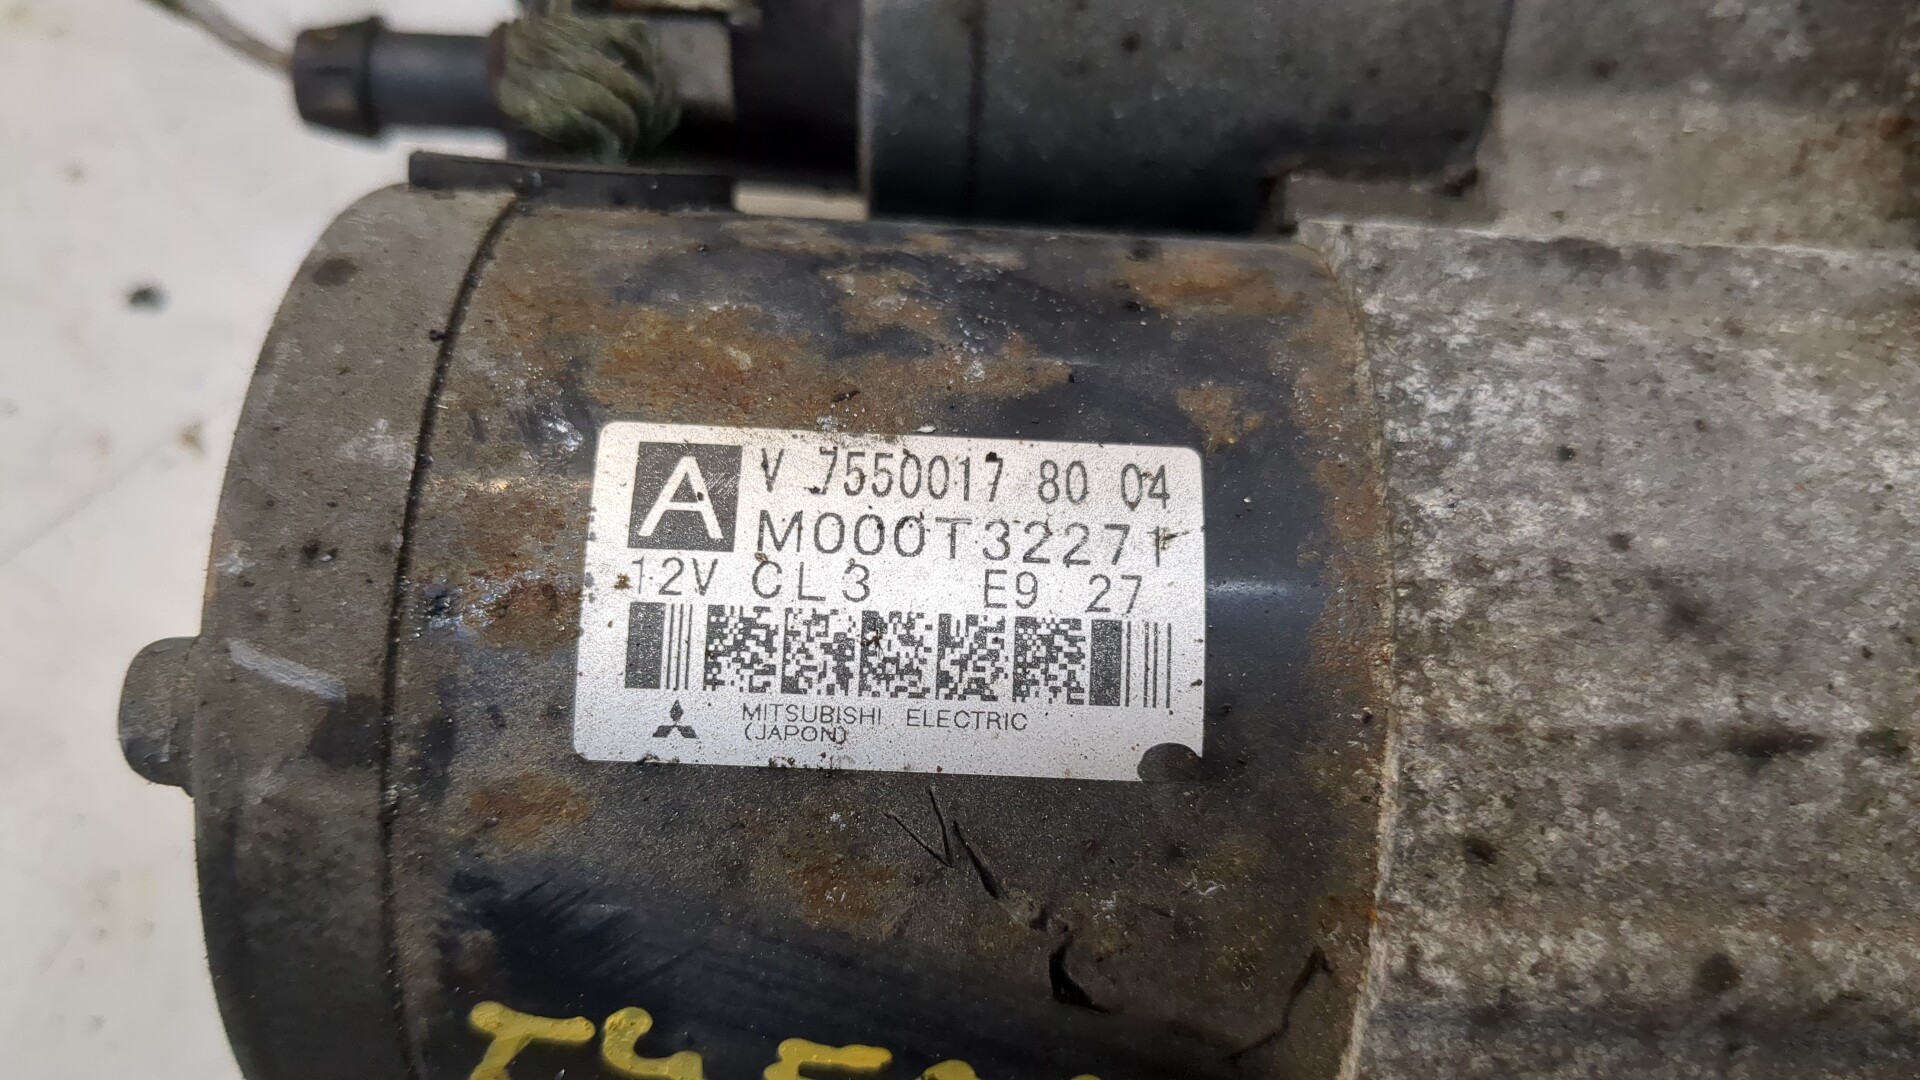 A
V 7550017 80 04
M000T32271
12V CL3 E9 27
MITSUBISHI ELECTRIC
(JAPON)